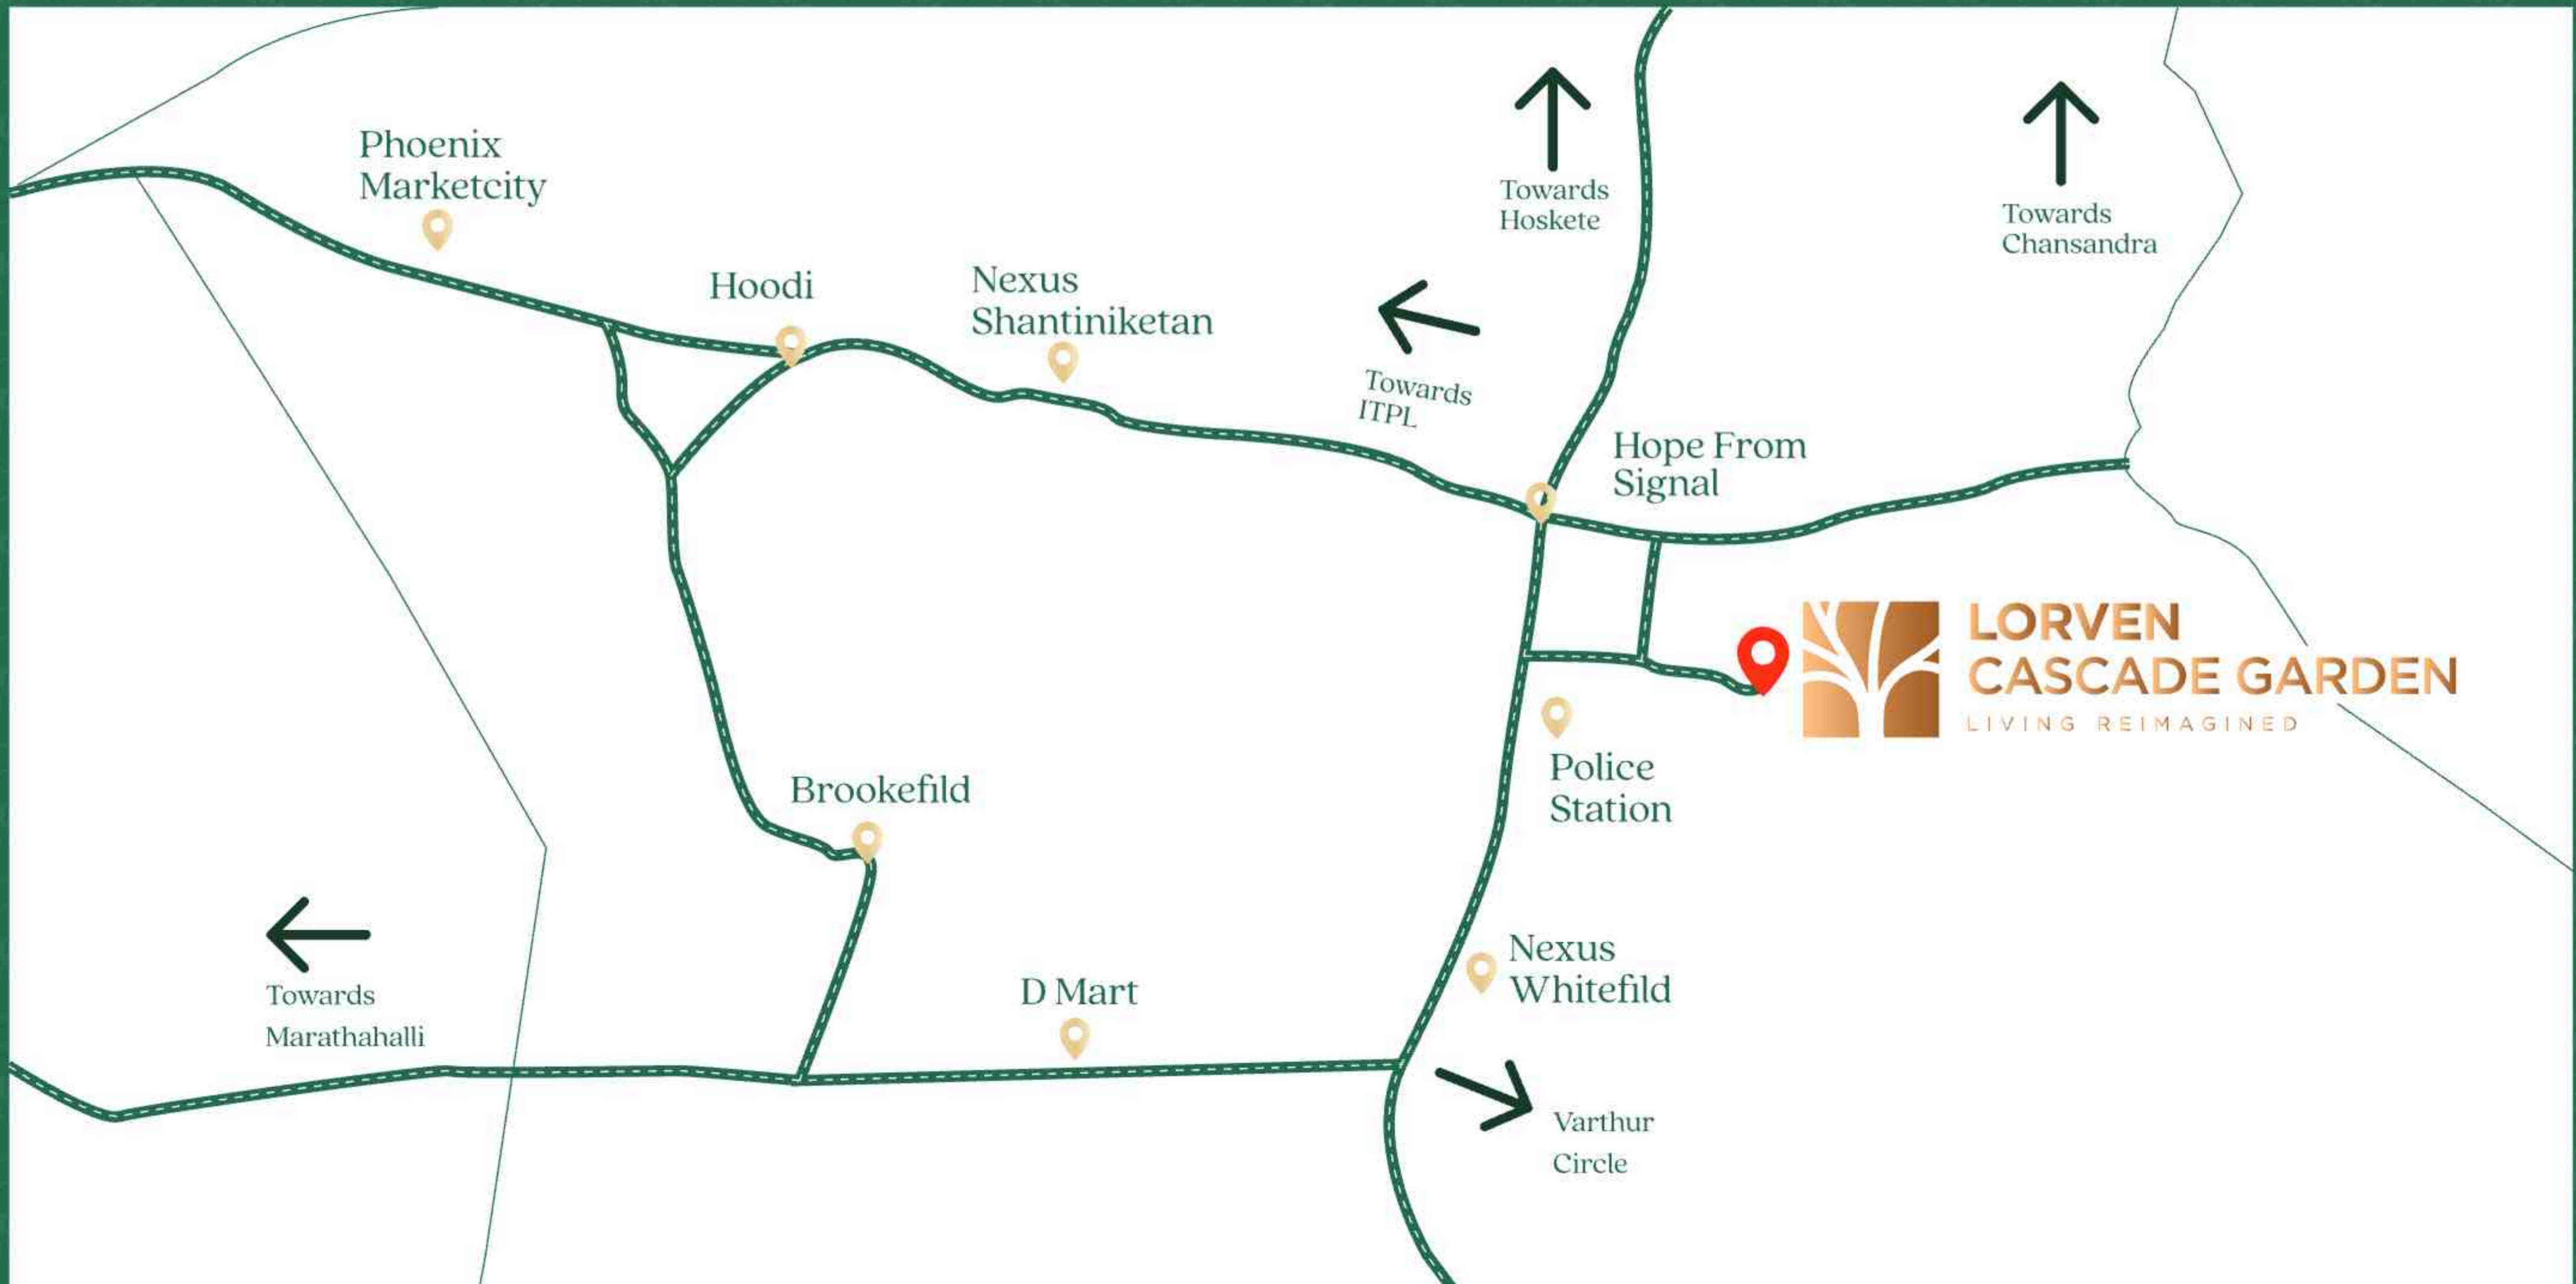 Phoenix
Marketcity
Hoodi
Nexus
Shantiniketan
Towards
Hoskete
Towards
Chansandra
Towards
ITPL
Hope From
Signal
LORVEN
CASCADE GARDEN
LIVING REIMAGINED
Police
Station
Brookefild
Nexus
Whitefild
D Mart
Towards
Marathahalli
Varthur
Circle